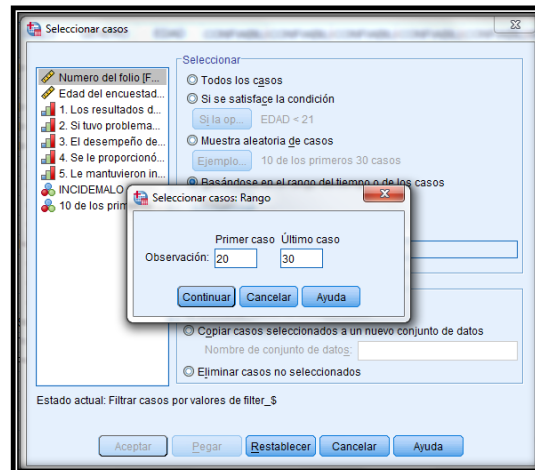 Seleccionar casos
Numero del folio [F...
Edad del encuestad...
1. Los resultados d...
2. Si tuvo problema...
3. El desempeño de...
4. Se le proporcionó...
5. Le mantuvieron in...
INCIDEMALO
10 de los prim
Seleccionar
Todos los casos
Si se satisface la condición
Si la op... EDAD < 21
Muestra aleatoria de casos
Ejemplo... 10 de los primeros 30 casos
Basándose en el rango del tiempo o de los casos
Seleccionar casos: Rango
Primer caso Último caso
Observación: 20 30
Continuar Cancelar Ayuda
Copiar casos seleccionados a un nuevo conjunto de datos
Nombre de conjunto de datos:
Eliminar casos no seleccionados
Estado actual: Filtrar casos por valores de filter_$
Aceptar Pegar Restablecer Cancelar Ayuda